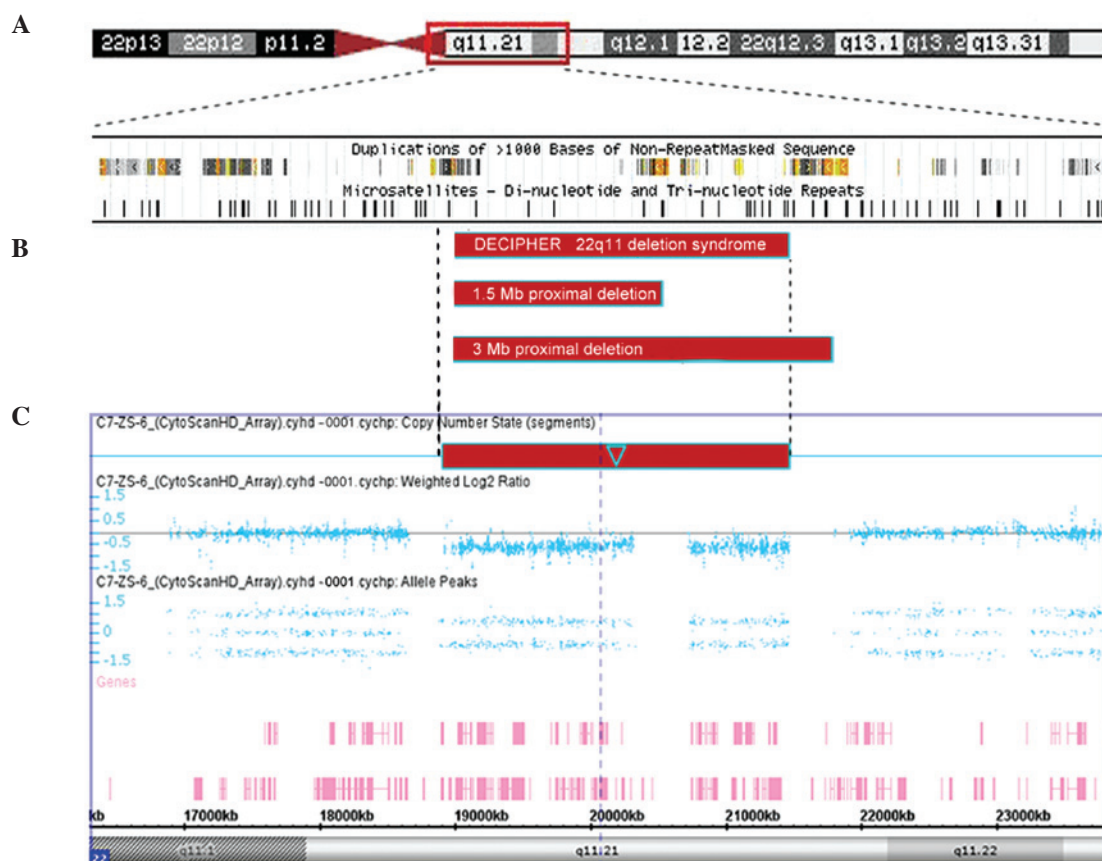 A
22p13 22p12 p11.2 q11.21 q12.1 12.2 22q12.3 q13.1 q13.2 q13.31
Duplications of >1000 Bases of Non-RepeatMasked Sequence
Microsatellites - Di-nucleotide and Tri-nucleotide Repeats
B
DECIPHER 22q11 deletion syndrome
1.5 Mb proximal deletion
3 Mb proximal deletion
C
C7-ZS-6_(CytoScanHD_Array).cyhd -0001.cychp: Copy Number State (segments)
C7-ZS-6_(CytoScanHD_Array).cyhd -0001.cychp: Weighted Log2 Ratio
1.5
0.5
-0.5
-1.5
C7-ZS-6_(CytoScanHD_Array).cyhd -0001.cychp: Allele Peaks
1.5
0
-1.5
Genes
kb 17000kb 18000kb 19000kb 20000kb 21000kb 22000kb 23000kb
>> q11.1 q11.21 q11.22